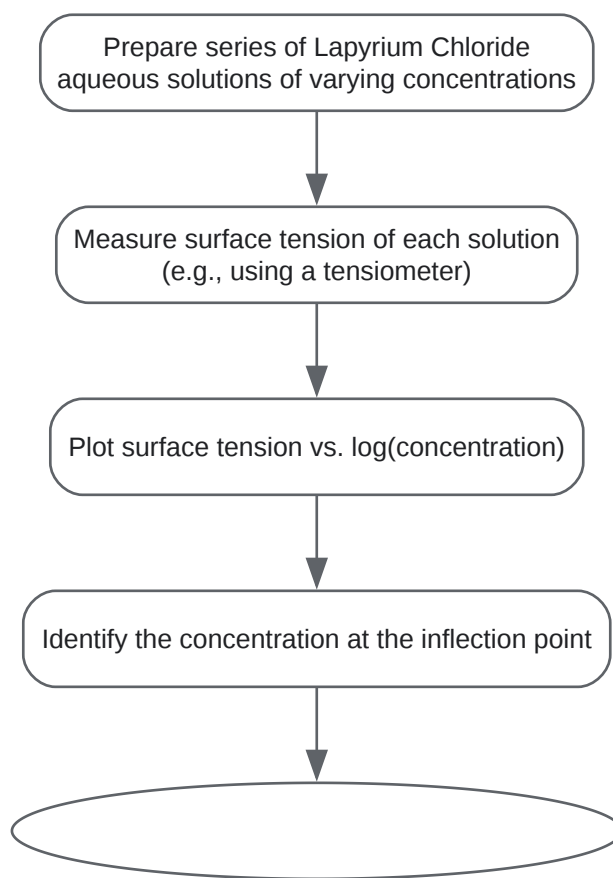 Prepare series of Lapyrium Chloride
aqueous solutions of varying concentrations
Measure surface tension of each solution
(e.g., using a tensiometer)
Plot surface tension vs. log(concentration)
Identify the concentration at the inflection point